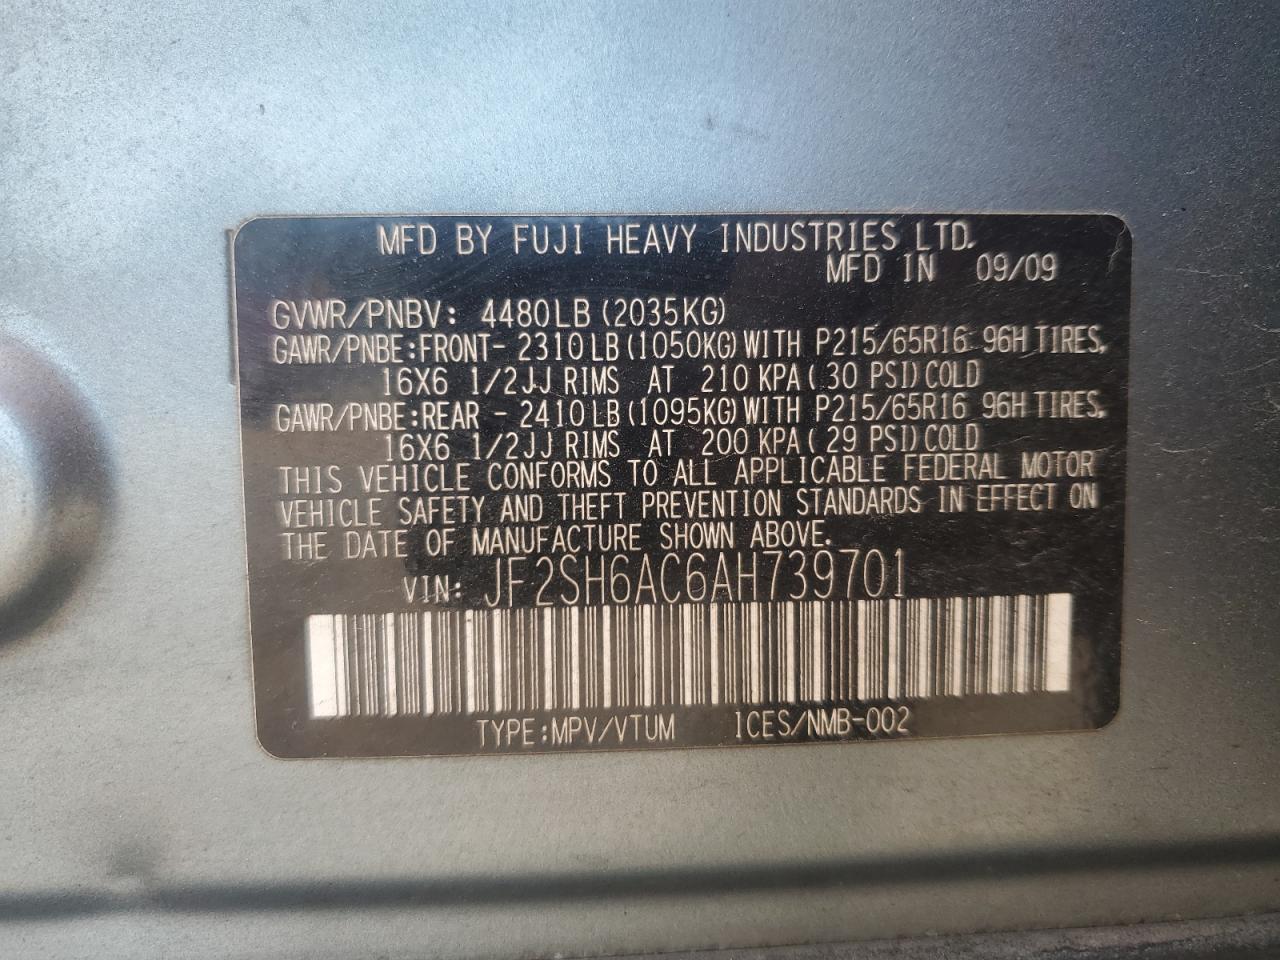 MFD BY FUJI HEAVY INDUSTRIES LTD.
MFD IN 09/09
GVWR/PNBV: 4480LB(2035KG)
GAWR/PNBE:FRONT- 2310LB(1050KG)WITH P215/65R16 96H TIRES,
16X6 1/2JJ RIMS AT 210 KPA( 30 PSI)COLD
GAWR/PNBE:REAR - 2410LB(1095KG)WITH P215/65R16 96H TIRES,
16X6 1/2JJ RIMS AT 200 KPA( 29 PSI)COLD
THIS VEHICLE CONFORMS TO ALL APPLICABLE FEDERAL MOTOR
VEHICLE SAFETY AND THEFT PREVENTION STANDARDS IN EFFECT ON
THE DATE OF MANUFACTURE SHOWN ABOVE.
VIN: JF2SH6AC6AH739701
TYPE:MPV/VTUM ICES/NMB-002